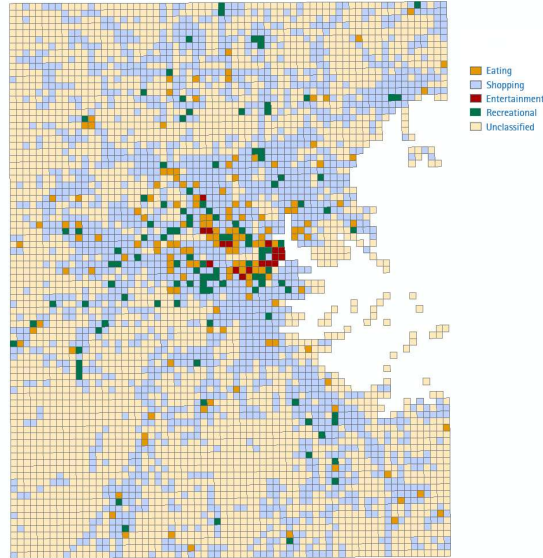 Eating
Shopping
Entertainment
Recreational
Unclassified